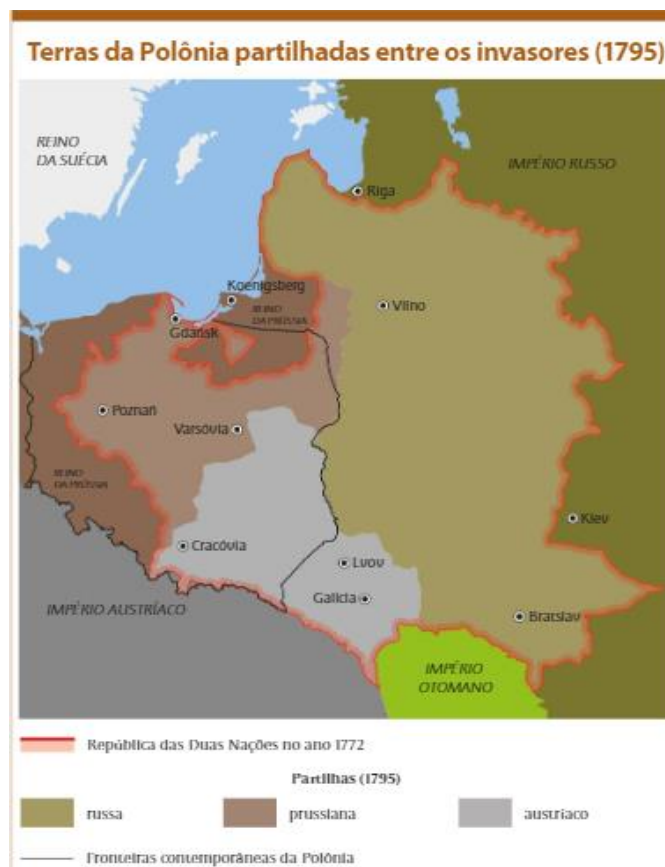 Terras da Polônia partilhadas entre os invasores (1795)
REINO
DA SUÉCIA
IMPÉRIO RUSSO
Riga
Koenigsberg
REINO
DA PRÚSSIA
Vilno
Gdańsk
Poznań
Varsóvia
REINO
DA PRÚSSIA
Kiev
Cracóvia
Lvov
Galícia
IMPÉRIO AUSTRÍACO
Bratslav
IMPÉRIO
OTOMANO
República das Duas Nações no ano 1772
Partilhas (1795)
russa
prussiana
austríaco
Fronteiras contemporâneas da Polônia